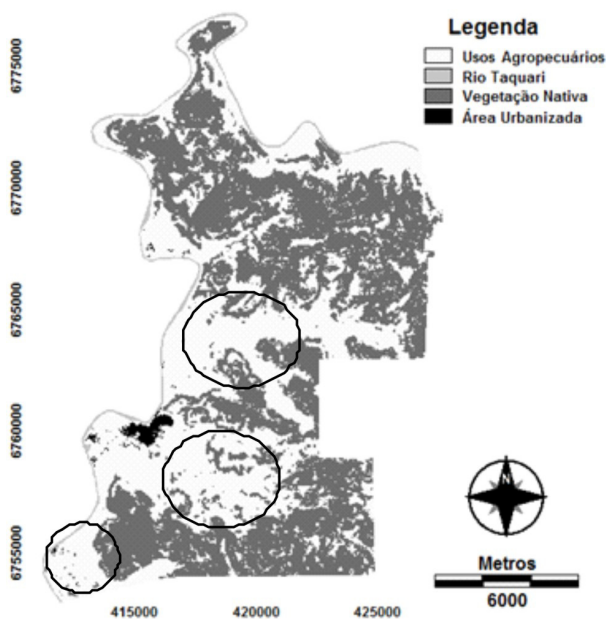 Legenda
Usos Agropecuários
Rio Taquari
Vegetação Nativa
Área Urbanizada
6775000
6770000
6765000
6760000
6755000
415000
420000
425000
N
Metros
6000